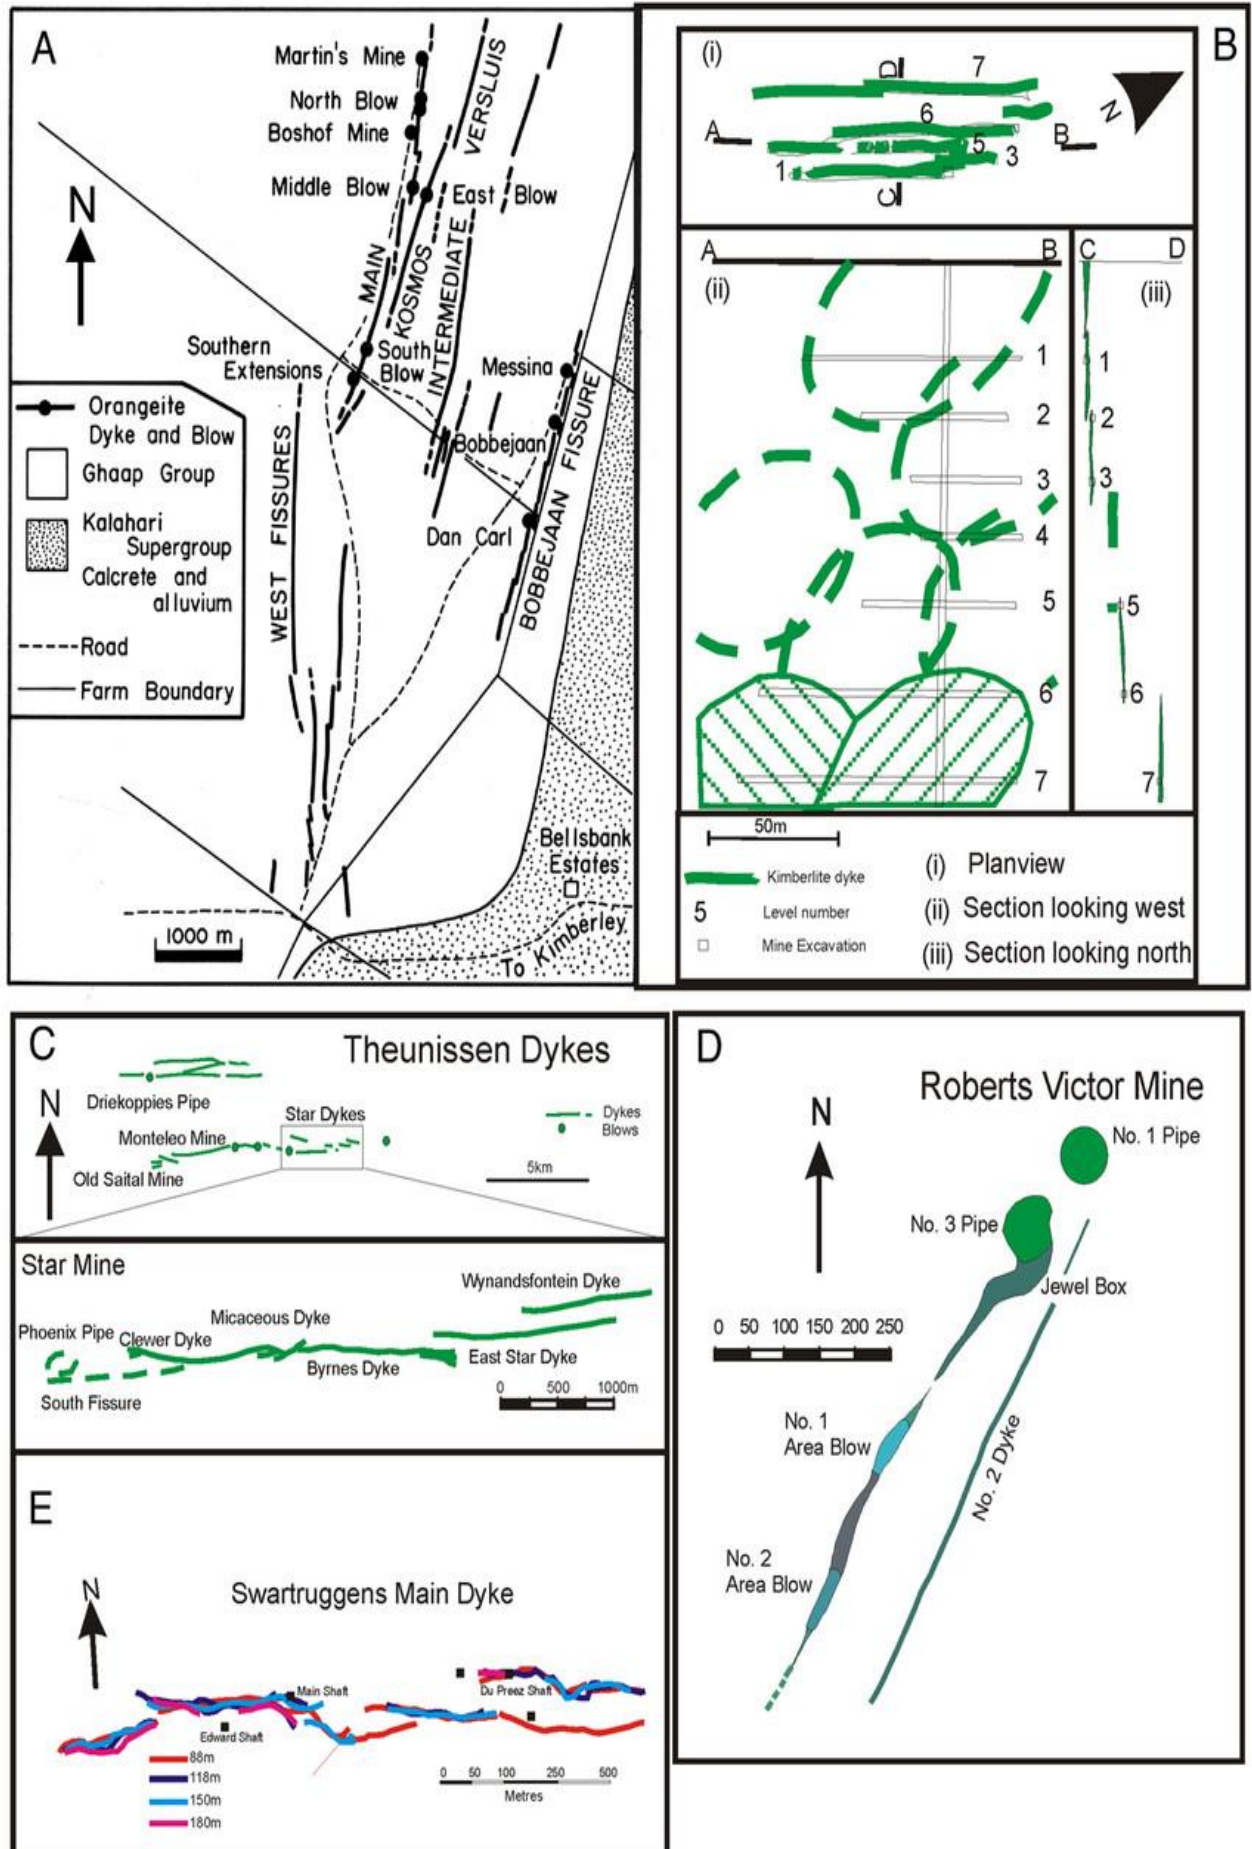 A
Martin's Mine
North Blow
Boshof Mine
Middle Blow
VERSLUIS
East Blow
N
MAIN
KOSMOS
INTERMEDIATE
Southern
Extensions
South
Blow
Messina
Bobbejaan
BOBBEJAAN FISSURE
Dan Carl
WEST FISSURES
Orangeite
Dyke and Blow
Ghaap Group
Kalahari
Supergroup
Calcrete and
alluvium
Road
Farm Boundary
1000 m
Bellsbank
Estates
To Kimberley
B
(i)
D
7
N
6
A
B
5
3
1
C
A
B
(ii)
1
2
3
4
5
6
7
C
D
(iii)
1
2
3
5
6
7
50m
Kimberlite dyke
5
Level number
Mine Excavation
(i) Planview
(ii) Section looking west
(iii) Section looking north
C
Theunissen Dykes
N
Driekoppies Pipe
Star Dykes
Dykes
Blows
Monteleo Mine
Old Saital Mine
5km
Star Mine
Wynandsfontein Dyke
Micaceous Dyke
Phoenix Pipe
Clewer Dyke
Byrnes Dyke
East Star Dyke
South Fissure
0 500 1000m
D
Roberts Victor Mine
N
No. 1 Pipe
No. 3 Pipe
Jewel Box
0 50 100 150 200 250
No. 1
Area Blow
No. 2 Dyke
No. 2
Area Blow
E
N
Swartruggens Main Dyke
Main Shaft
Du Preez Shaft
Edward Shaft
88m
118m
150m
180m
0 50 100 250 500
Metres